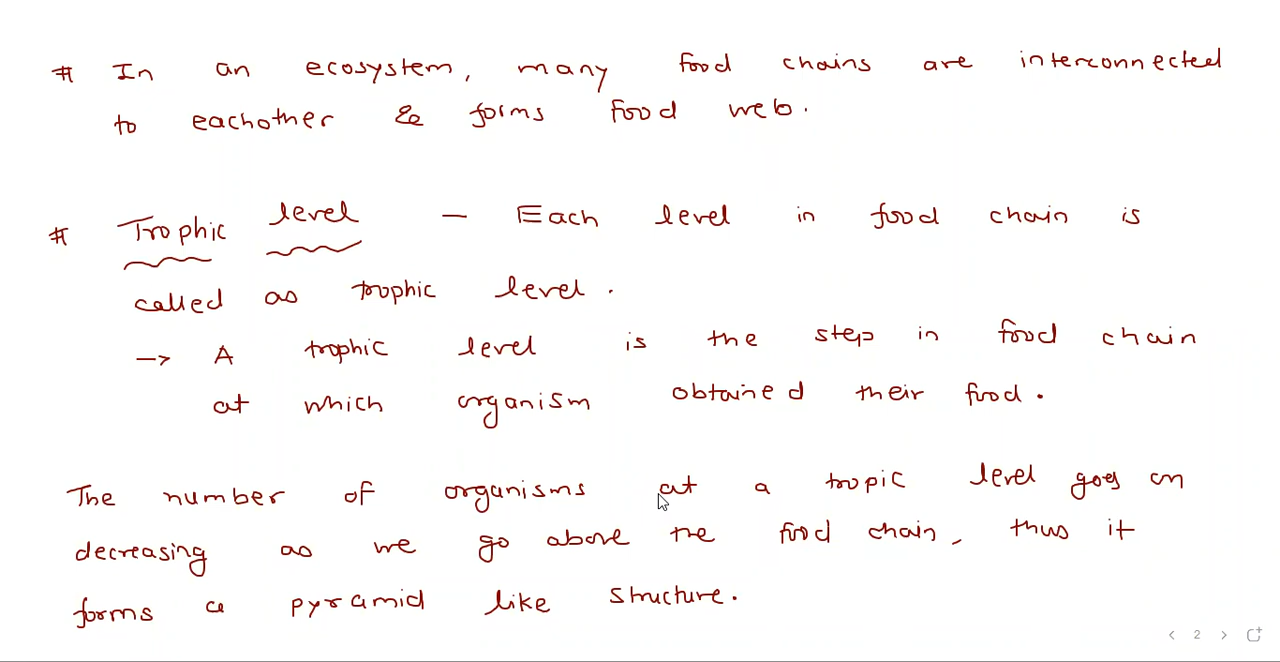 # In an ecosystem, many food chains are interconnected
to eachother & forms food web.
# Trophic level - Each level in food chain is
called as trophic level.
→ A trophic level is the step in food chain
at which organism obtained their food.
The number of organisms at a tropic level goes on
decreasing as we go above the food chain, thus it
forms a pyramid like structure.
< 2 >